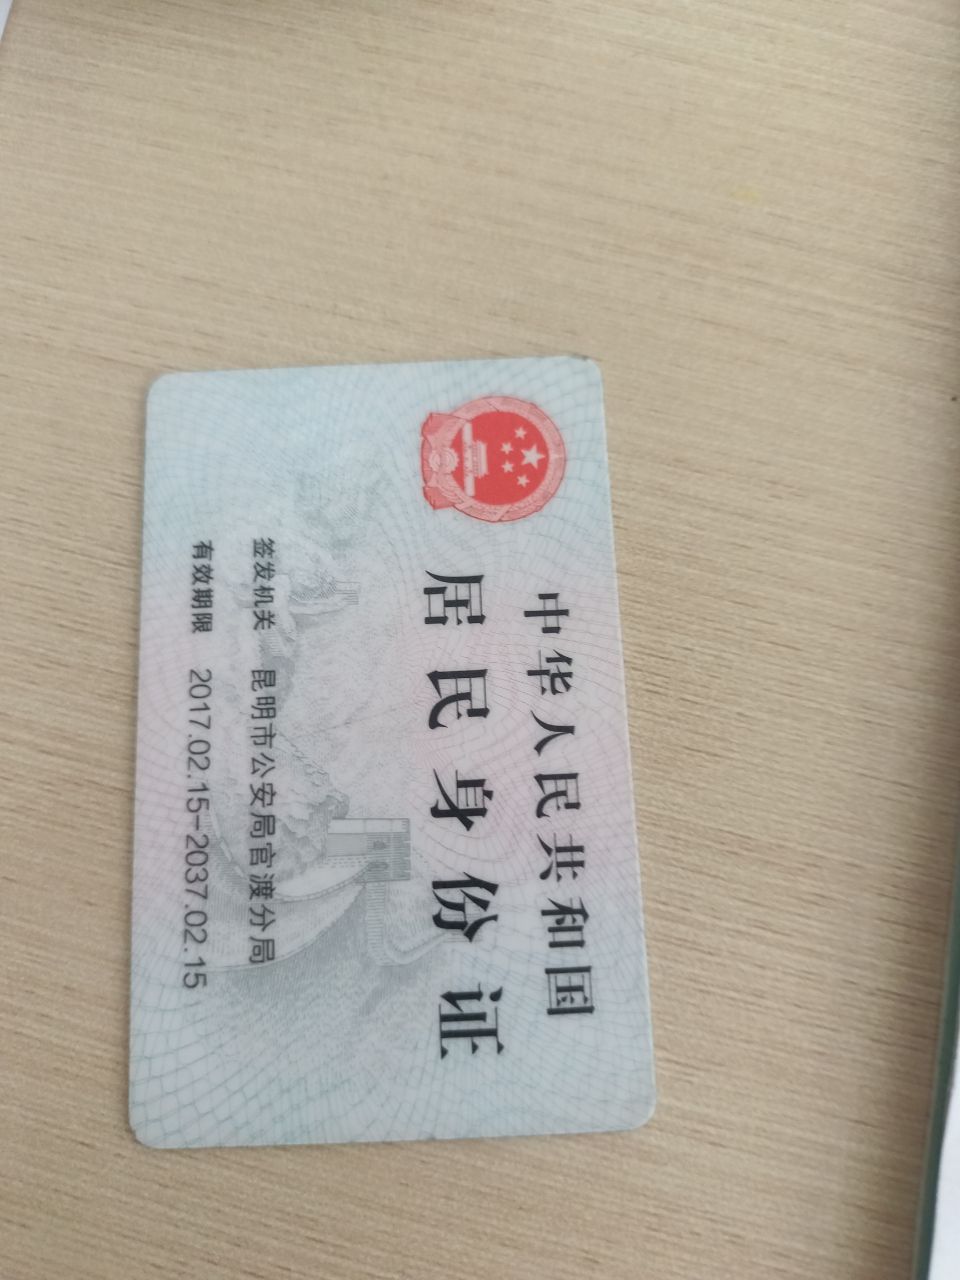 中华人民共和国
居民身份证
签发机关 昆明市公安局官渡分局
有效期限 2017.02.15-2037.02.15